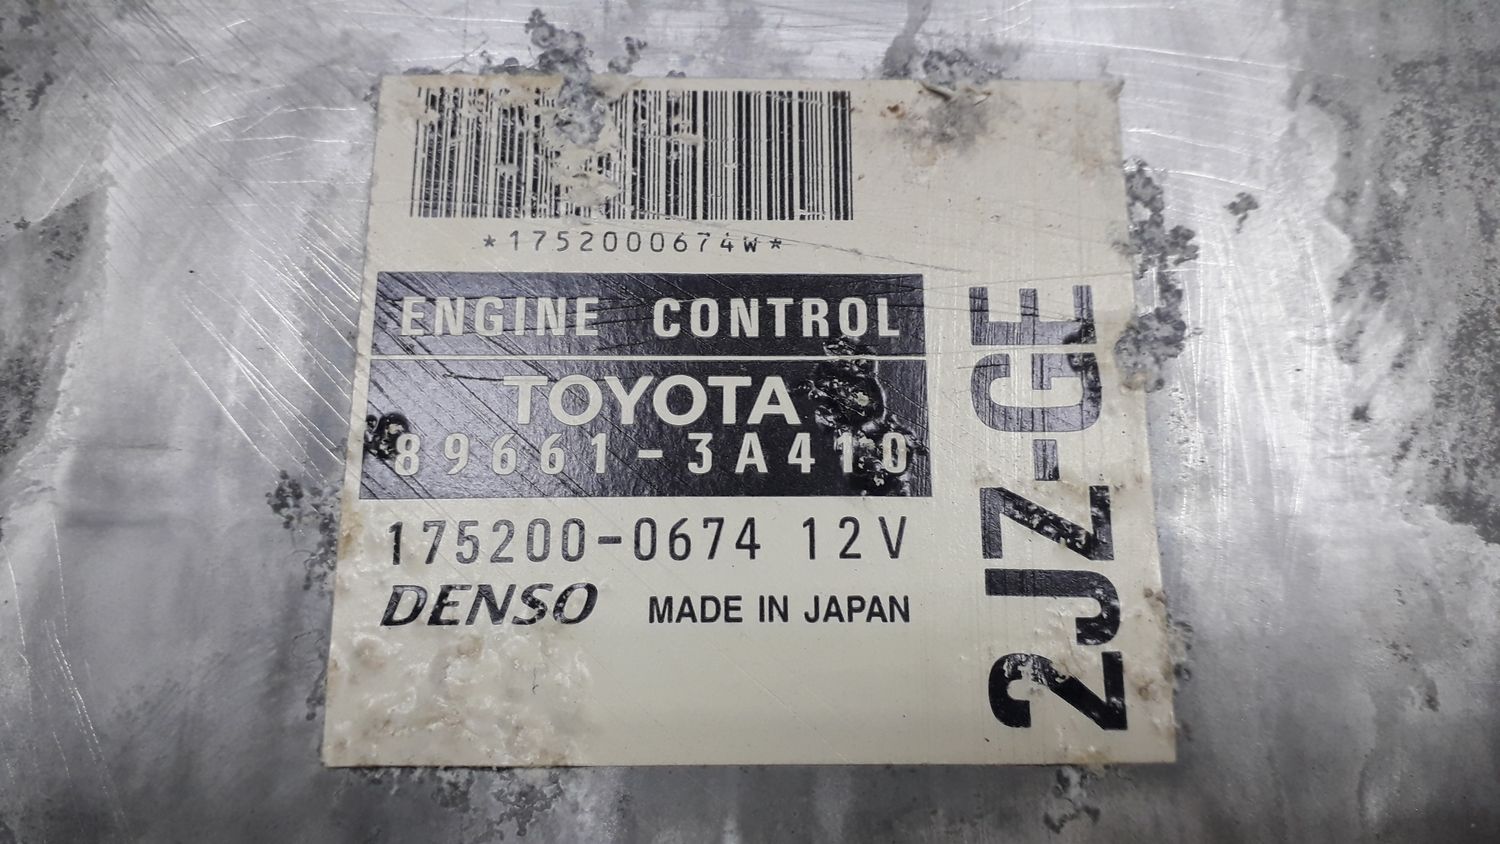 *1752000674W*
ENGINE CONTROL
TOYOTA
89661-3A410
175200-0674 12V
DENSO MADE IN JAPAN
2JZ-GE